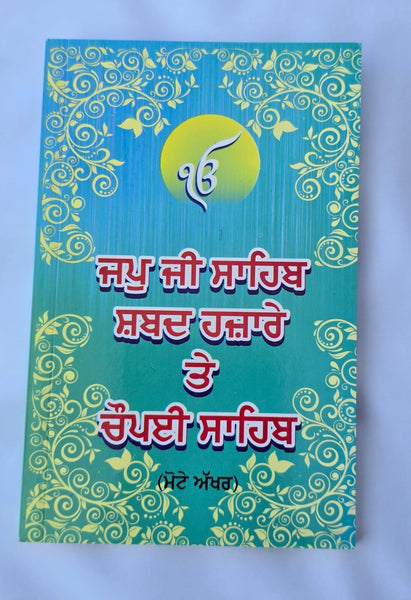 ੴ
ਜਪੁ ਜੀ ਸਾਹਿਬ
ਸ਼ਬਦ ਹਜ਼ਾਰੇ
ਤੇ
ਚੌਪਈ ਸਾਹਿਬ
(ਮੋਟੇ ਅੱਖਰ)